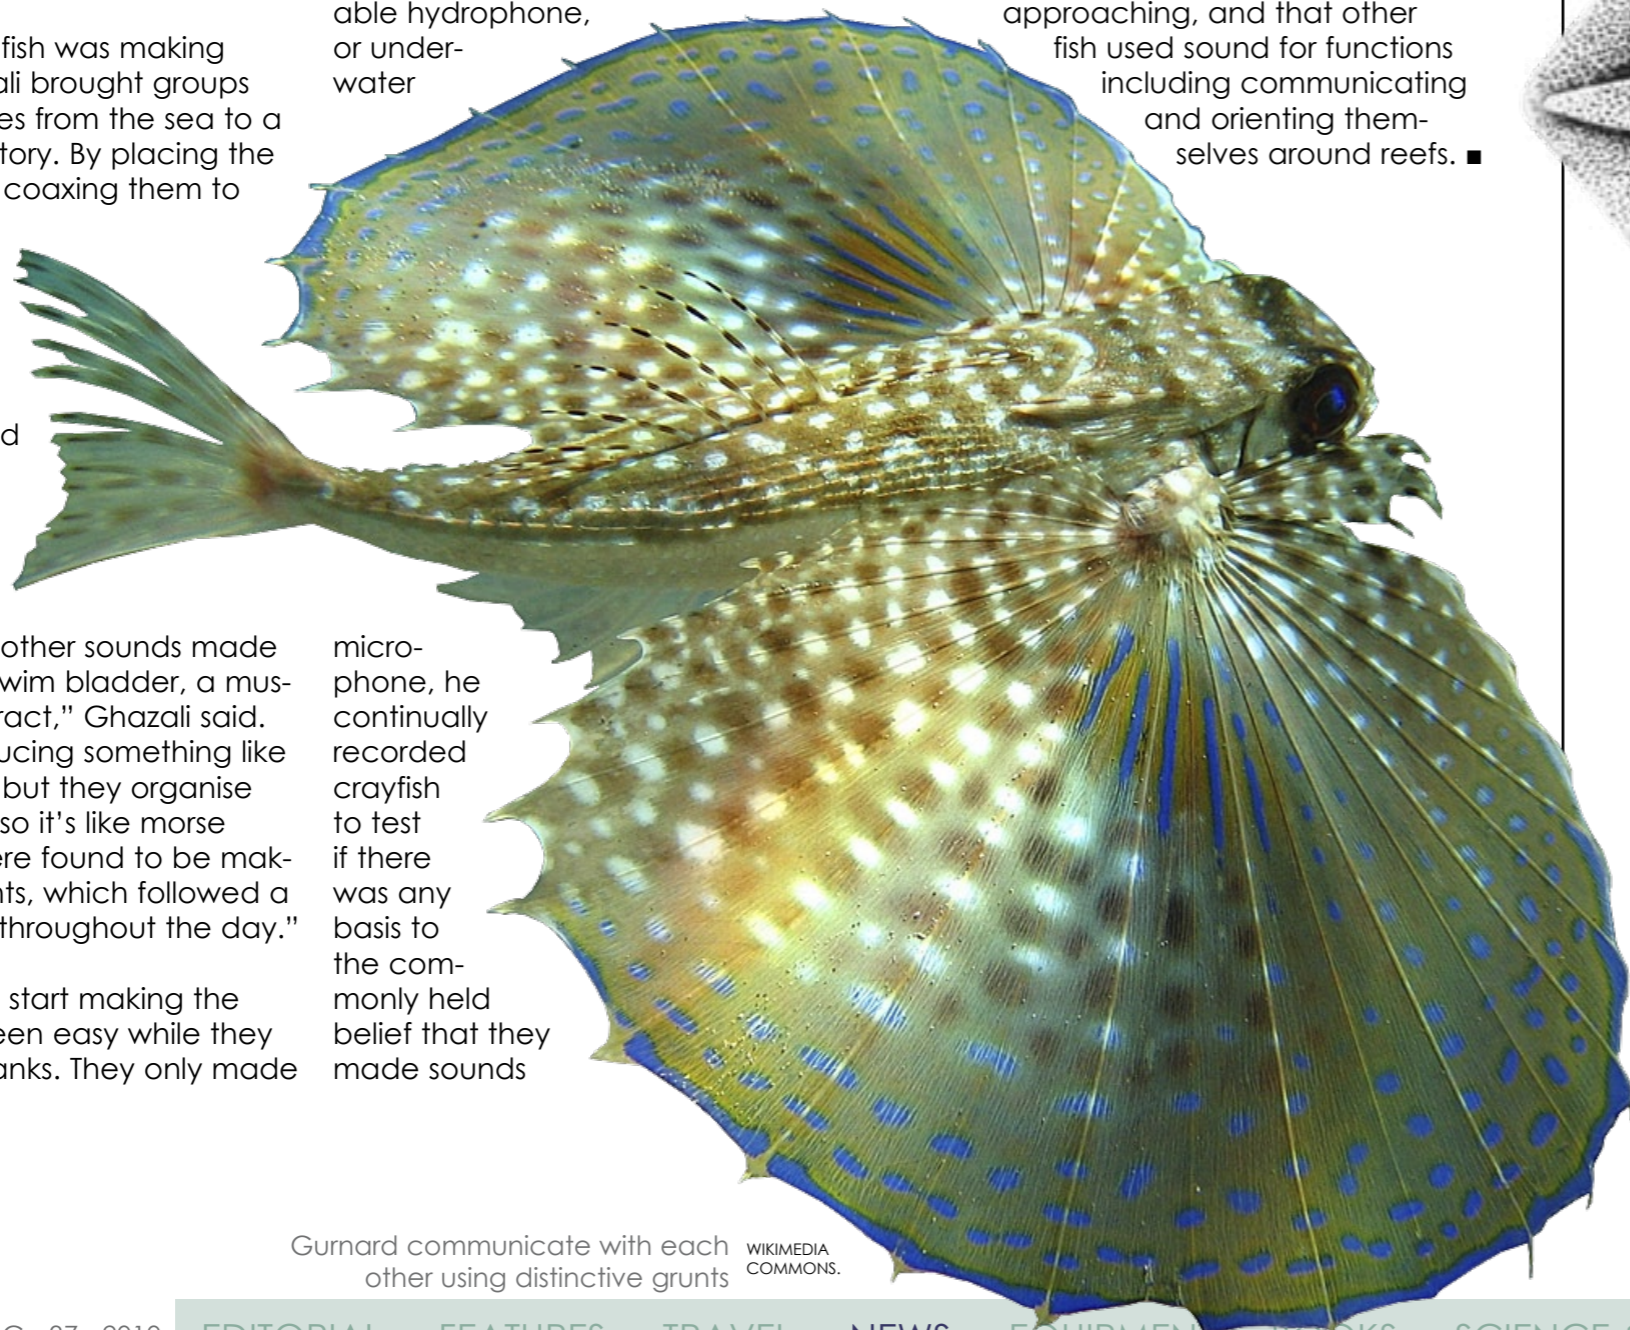 fish was making
ali brought groups
es from the sea to a
tory. By placing the
coaxing them to
d
other sounds made
wim bladder, a mus-
ract,” Ghazali said.
ucing something like
but they organise
so it’s like morse
ere found to be mak-
nts, which followed a
throughout the day.”
start making the
een easy while they
anks. They only made
able hydrophone,
or under-
water
micro-
phone, he
continually
recorded
crayfish
to test
if there
was any
basis to
the com-
monly held
belief that they
made sounds
approaching, and that other
fish used sound for functions
including communicating
and orienting them-
selves around reefs. ■
Gurnard communicate with each
other using distinctive grunts
WIKIMEDIA
COMMONS.
2010 EDITORIAL FEATURES TRAVEL NEWS EQUIPMEN